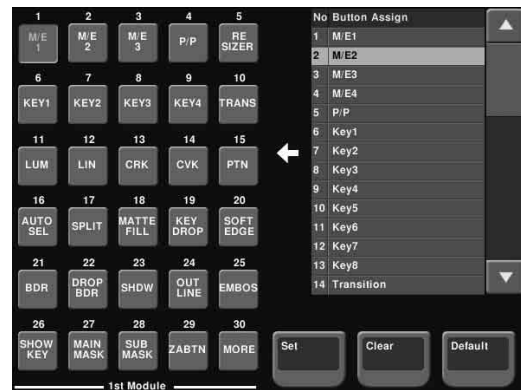 1 2 3 4 5
M/E 1 M/E 2 M/E 3 P/P RE SIZER
6 7 8 9 10
KEY1 KEY2 KEY3 KEY4 TRANS
11 12 13 14 15
LUM LIN CRK CVK PTN
16 17 18 19 20
AUTO SEL SPLIT MATTE FILL KEY DROP SOFT EDGE
21 22 23 24 25
BDR DROP BDR SHDW OUT LINE EMBOS
26 27 28 29 30
SHOW KEY MAIN MASK SUB MASK ZABTN MORE
1st Module
No Button Assign
1 M/E1
2 M/E2
3 M/E3
4 M/E4
5 P/P
6 Key1
7 Key2
8 Key3
9 Key4
10 Key5
11 Key6
12 Key7
13 Key8
14 Transition
Set Clear Default